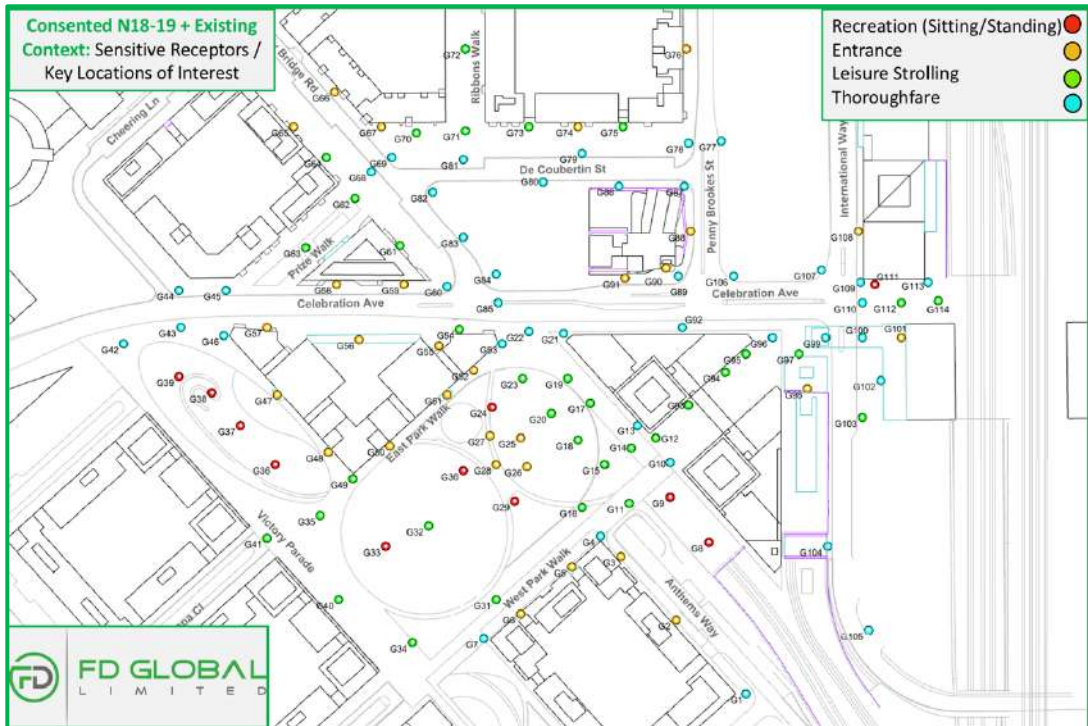 Consented N18-19 + Existing
Context: Sensitive Receptors /
Key Locations of Interest
Recreation (Sitting/Standing)
Entrance
Leisure Strolling
Thoroughfare
Bridge Rd
Ribbons Walk
Cheering Ln
International Way
Penny Brookes St
De Coubertin St
Prize Walk
Celebration Ave
Celebration Ave
East Park Walk
West Park Walk
Victory Parade
Anthems Way
G72
G76
G66
G65
G67
G70
G71
G73
G74
G75
G77
G78
G64
G69
G68
G81
G79
G80
G82
G86
G87
G62
G83
G63
G61
G88
G108
G84
G106
G107
G44
G45
G58
G59
G60
G91
G90
G89
G109
G111
G113
G85
G110
G112
G114
G43
G46
G57
G56
G54
G22
G21
G92
G42
G55
G93
G96
G99
G100
G101
G95
G97
G39
G38
G52
G23
G19
G94
G98
G102
G47
G51
G24
G20
G17
G93
G103
G37
G27
G25
G18
G13
G12
G14
G48
G50
G36
G49
G30
G28
G26
G15
G10
G35
G32
G29
G16
G11
G9
G41
G33
G4
G3
G8
G104
G5
G40
G31
G6
G2
G34
G7
G105
G1
FD
FD GLOBAL
LIMITED